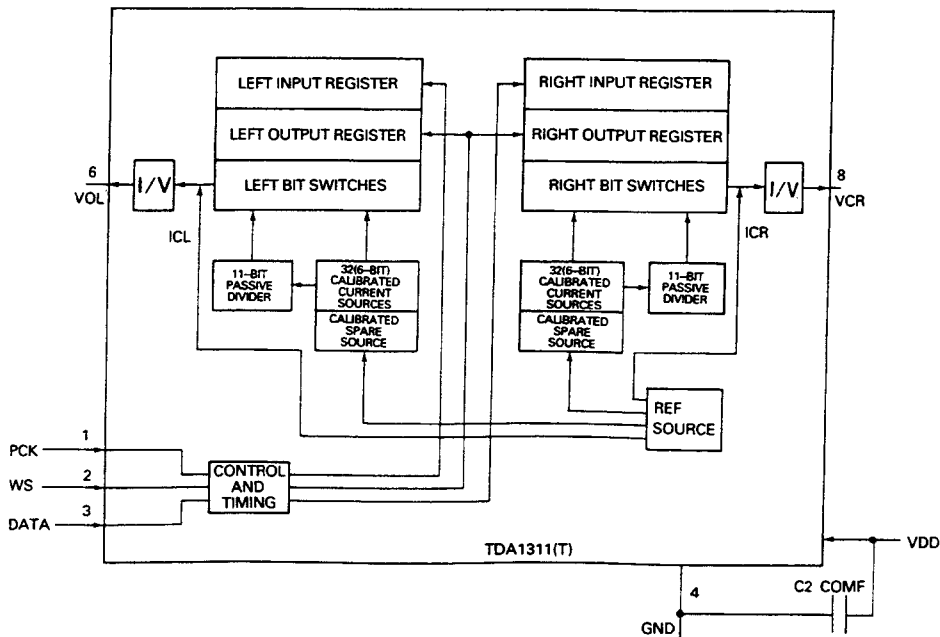 LEFT INPUT REGISTER
RIGHT INPUT REGISTER
LEFT OUTPUT REGISTER
RIGHT OUTPUT REGISTER
6
I/V
LEFT BIT SWITCHES
RIGHT BIT SWITCHES
I/V
8
VOL
VCR
ICL
ICR
11-BIT
PASSIVE
DIVIDER
32(6-BIT)
CALIBRATED
CURRENT
SOURCES
CALIBRATED
SPARE
SOURCE
32(6-BIT)
CALIBRATED
CURRENT
SOURCES
CALIBRATED
SPARE
SOURCE
11-BIT
PASSIVE
DIVIDER
REF
SOURCE
PCK
1
WS
2
DATA
3
CONTROL
AND
TIMING
TDA1311(T)
VDD
4
C2 COMF
GND